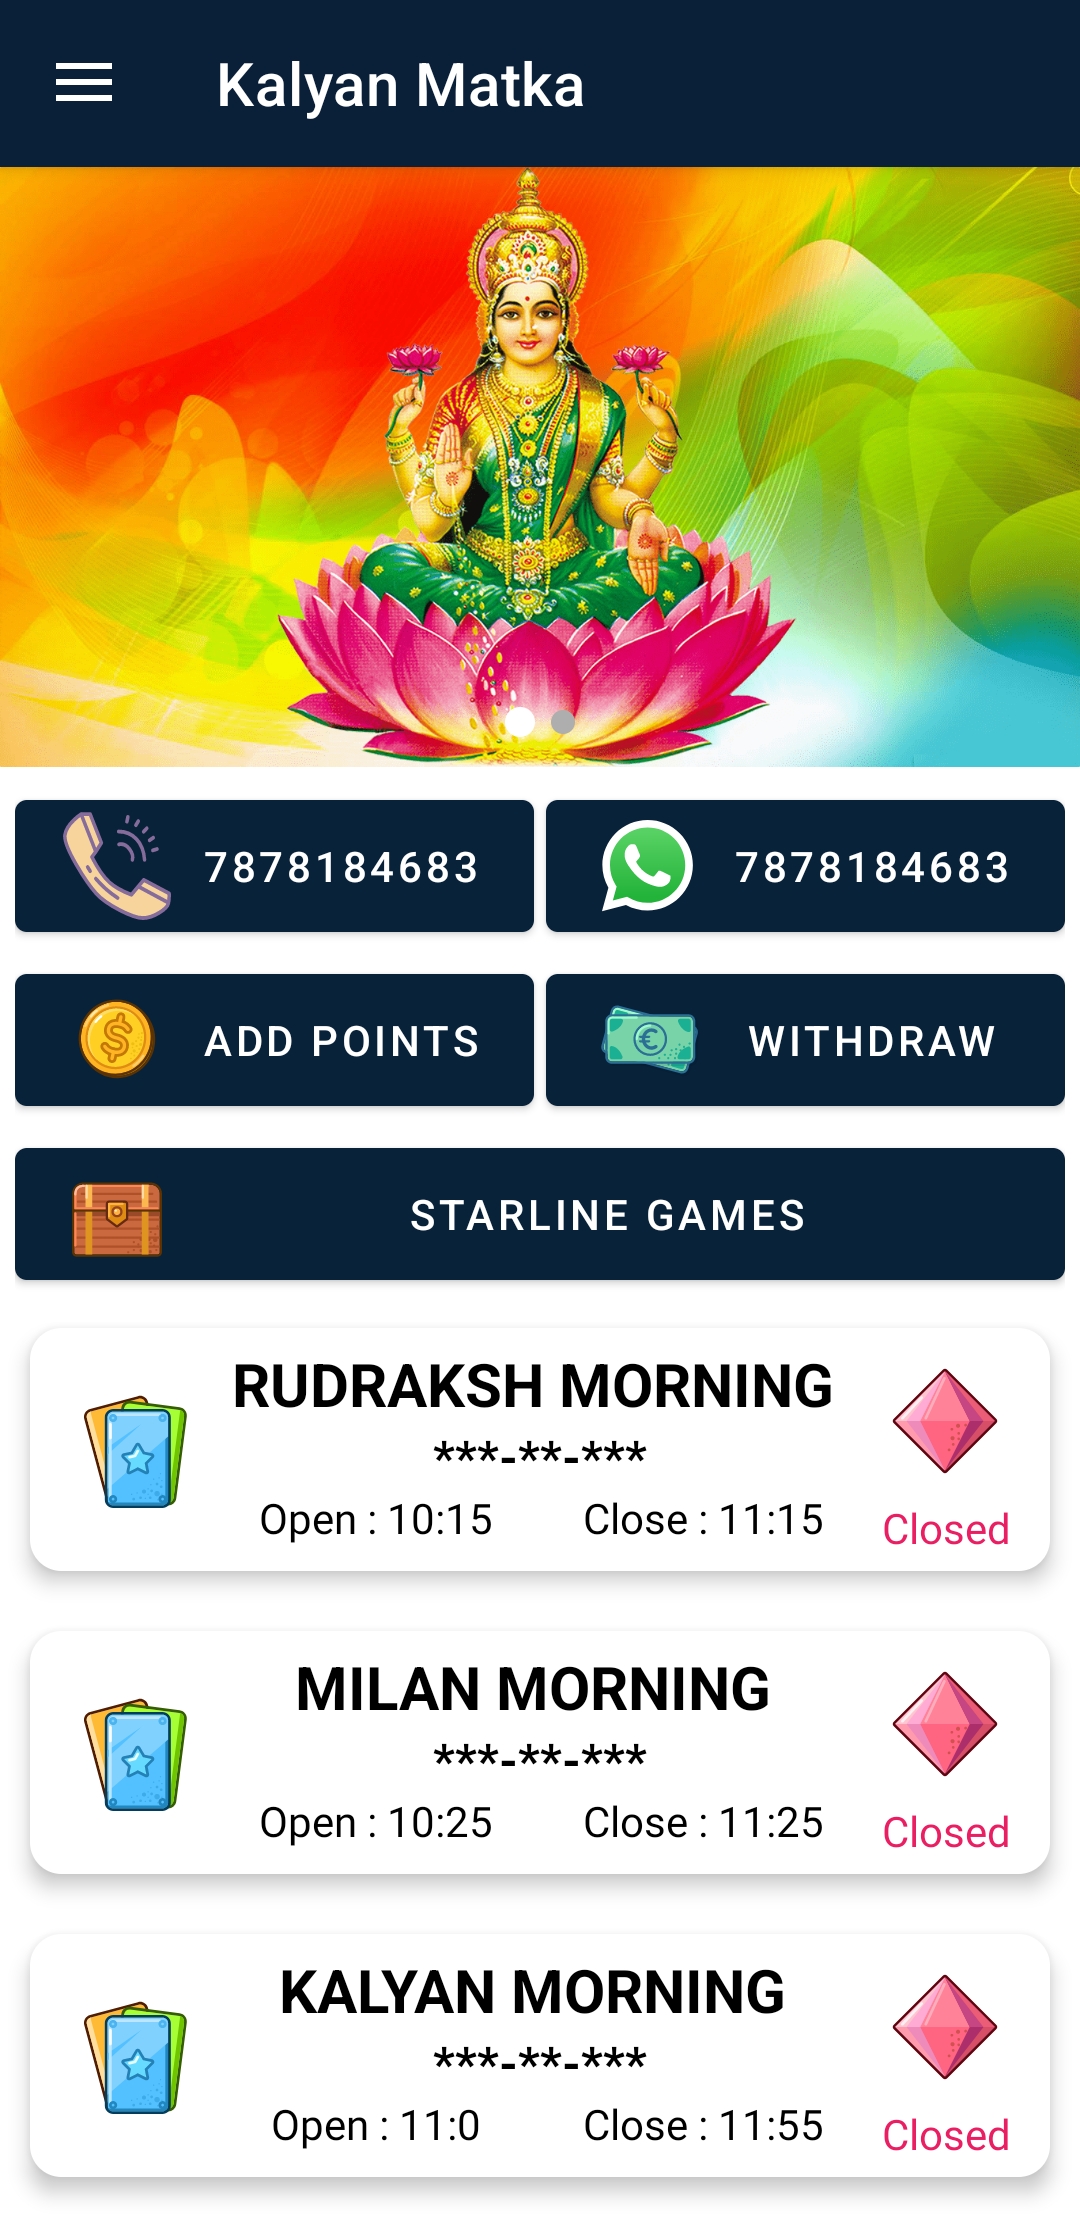 Kalyan Matka
7878184683
7878184683
ADD POINTS
WITHDRAW
STARLINE GAMES
RUDRAKSH MORNING
***-**-***
Open : 10:15
Close : 11:15
Closed
MILAN MORNING
***-**-***
Open : 10:25
Close : 11:25
Closed
KALYAN MORNING
***-**-***
Open : 11:0
Close : 11:55
Closed